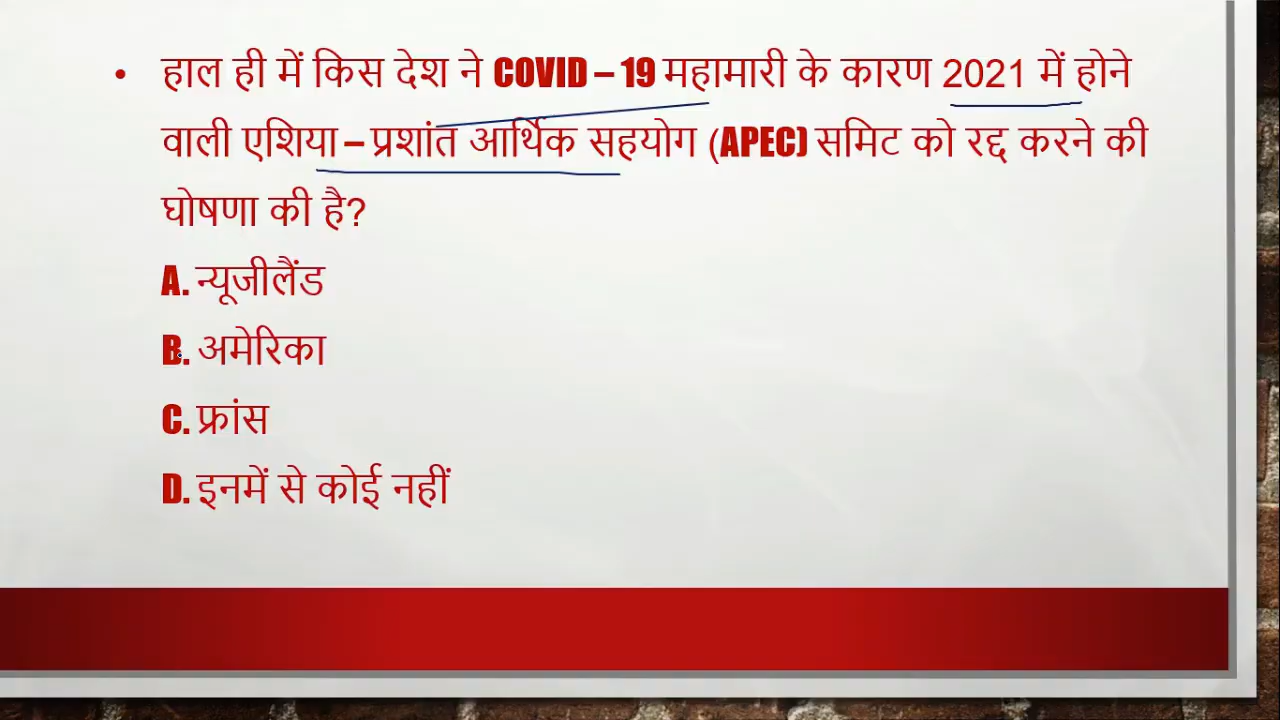 • हाल ही में किस देश ने COVID – 19 महामारी के कारण 2021 में होने
वाली एशिया – प्रशांत आर्थिक सहयोग (APEC) समिट को रद्द करने की
घोषणा की है?
A. न्यूजीलैंड
B. अमेरिका
C. फ्रांस
D. इनमें से कोई नहीं